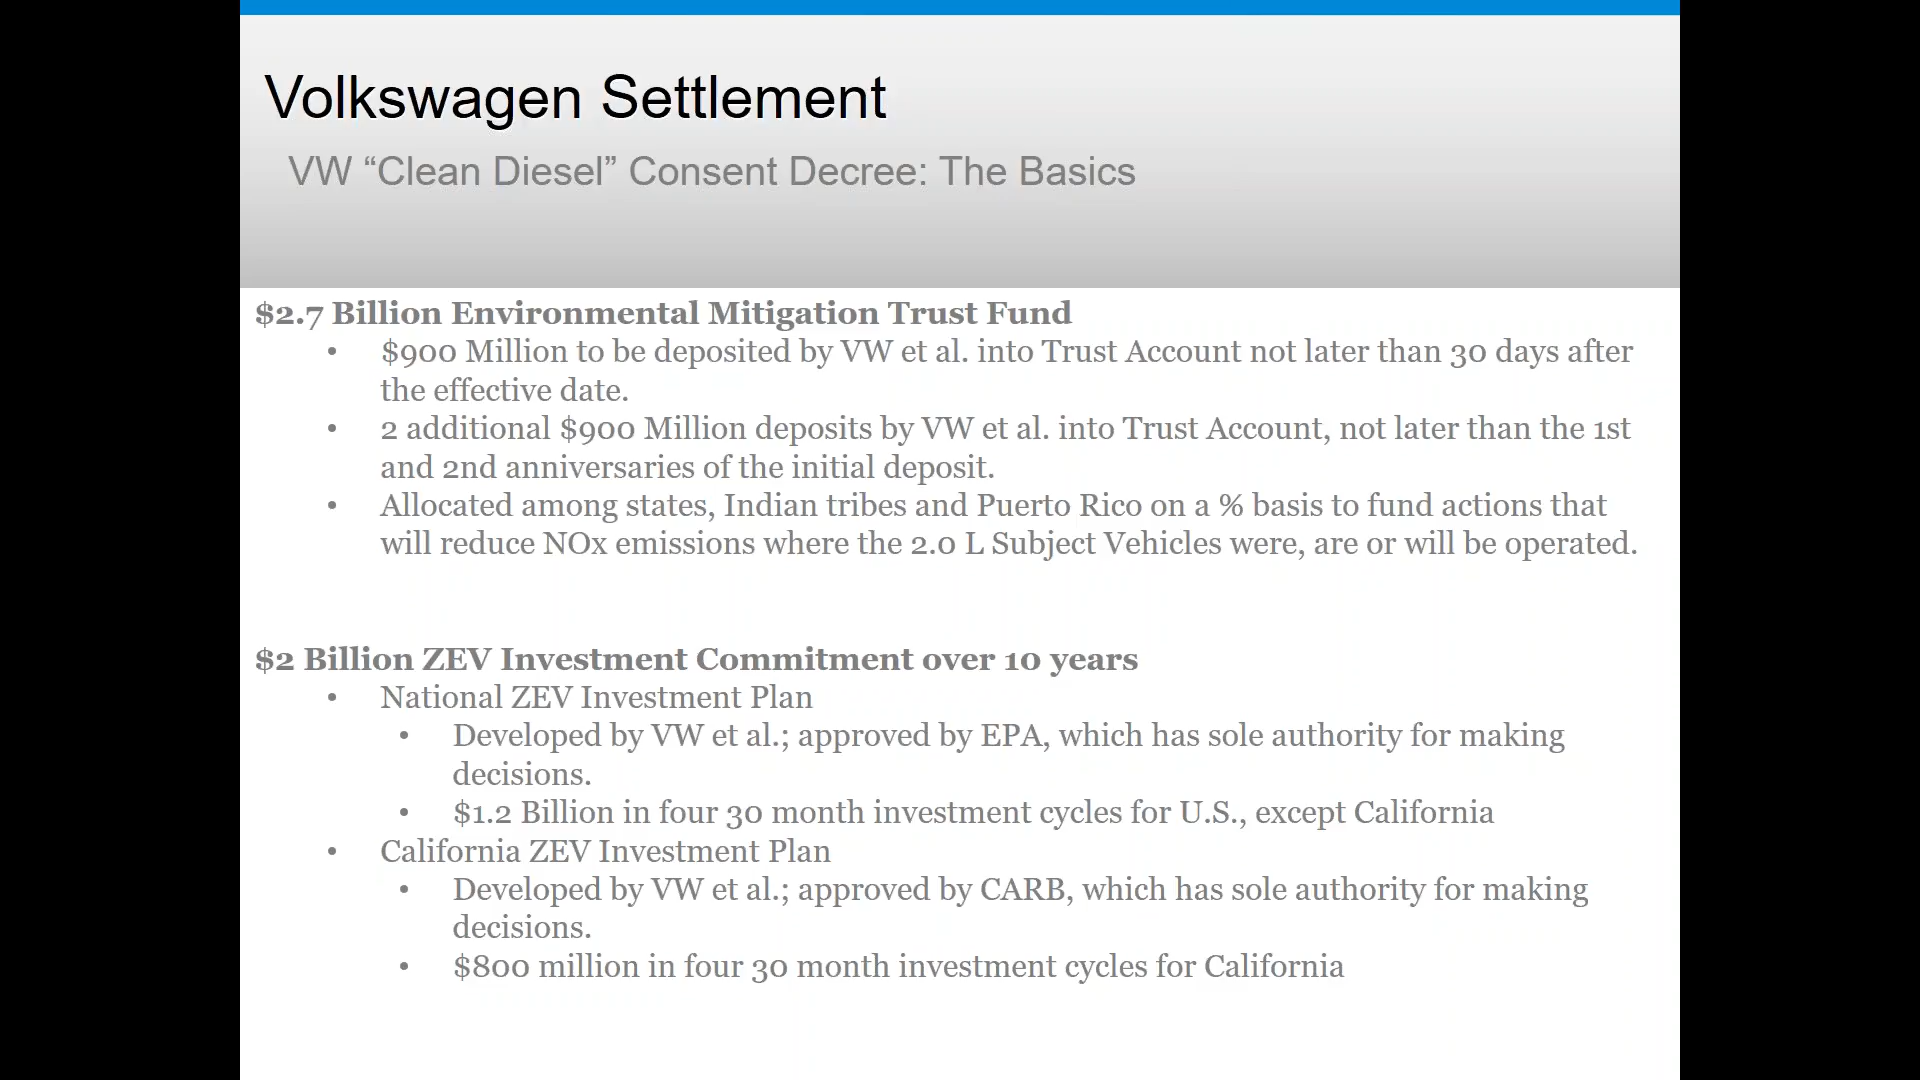 Volkswagen Settlement
VW “Clean Diesel” Consent Decree: The Basics
$2.7 Billion Environmental Mitigation Trust Fund
• $900 Million to be deposited by VW et al. into Trust Account not later than 30 days after
the effective date.
• 2 additional $900 Million deposits by VW et al. into Trust Account, not later than the 1st
and 2nd anniversaries of the initial deposit.
• Allocated among states, Indian tribes and Puerto Rico on a % basis to fund actions that
will reduce NOx emissions where the 2.0 L Subject Vehicles were, are or will be operated.
$2 Billion ZEV Investment Commitment over 10 years
• National ZEV Investment Plan
• Developed by VW et al.; approved by EPA, which has sole authority for making
decisions.
• $1.2 Billion in four 30 month investment cycles for U.S., except California
• California ZEV Investment Plan
• Developed by VW et al.; approved by CARB, which has sole authority for making
decisions.
• $800 million in four 30 month investment cycles for California